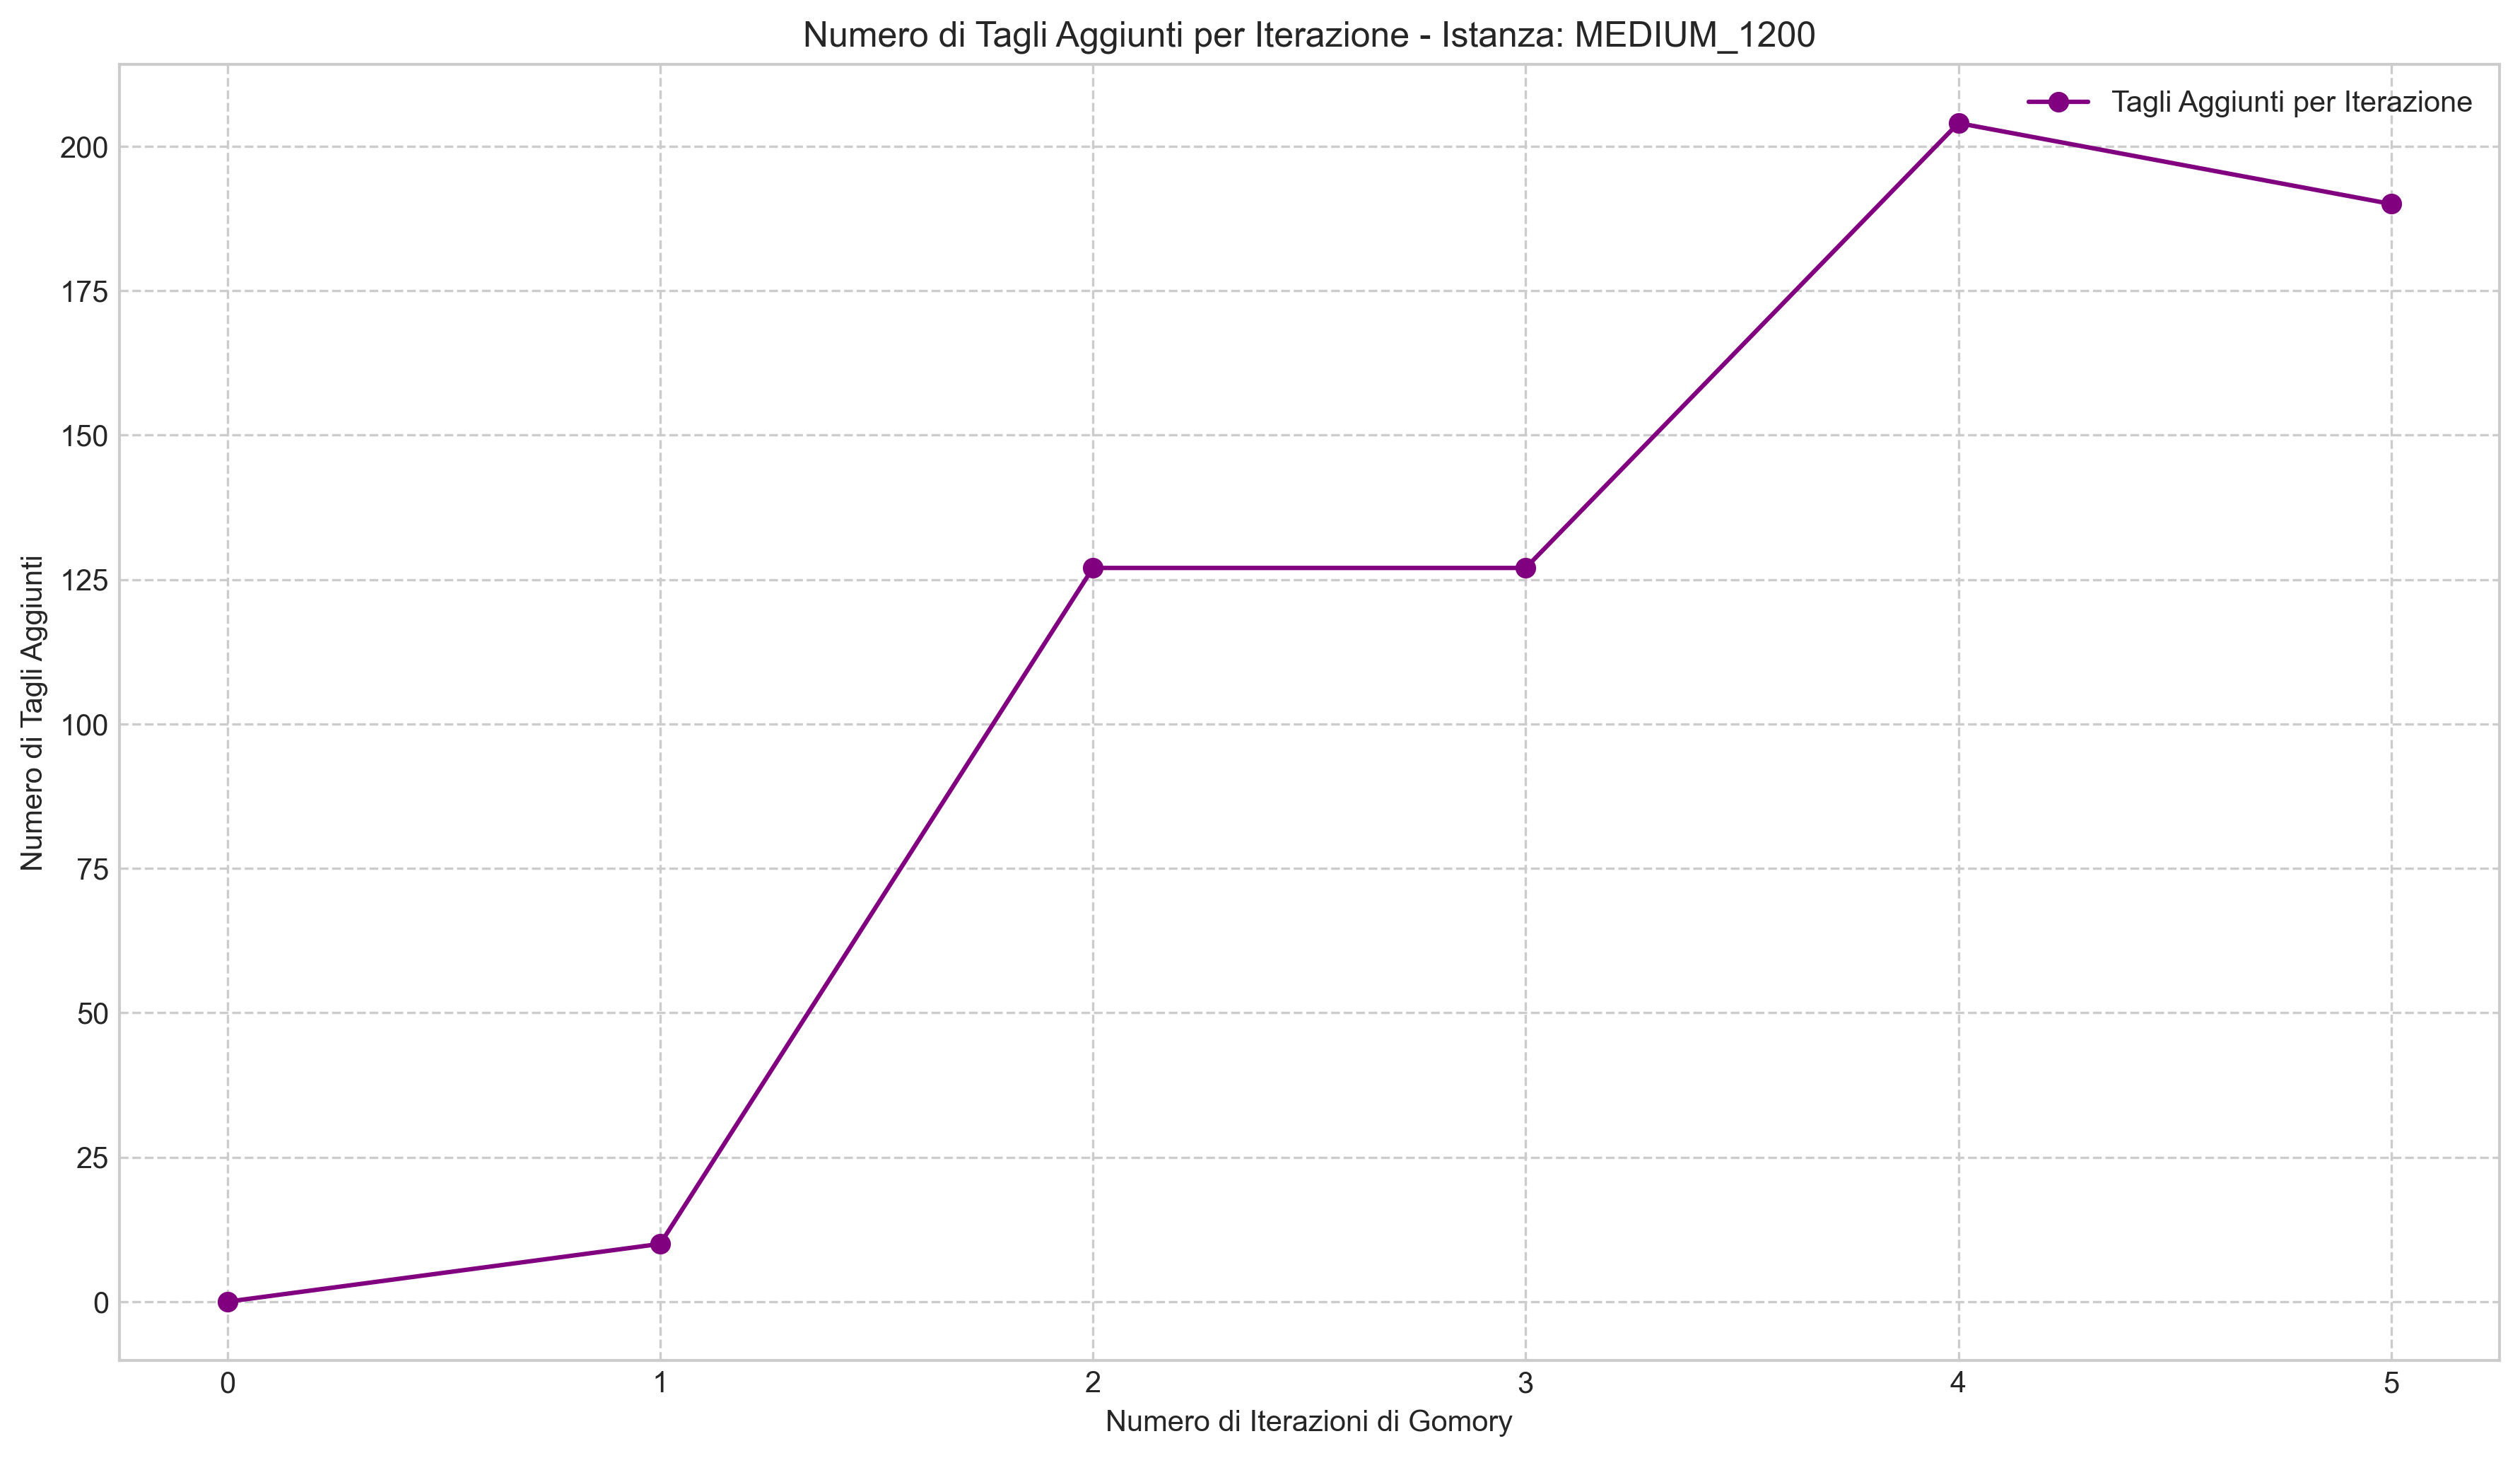 Numero di Tagli Aggiunti per Iterazione - Istanza: MEDIUM_1200
Tagli Aggiunti per Iterazione
200
175
150
125
100
75
50
25
0
Numero di Tagli Aggiunti
0 1 2 3 4 5
Numero di Iterazioni di Gomory